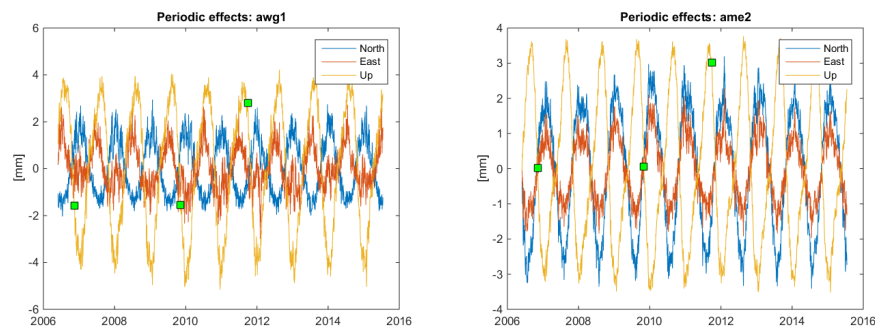 Periodic effects: awg1
6
4
2
0
-2
-4
-6
[mm]
North
East
Up
2006
2008
2010
2012
2014
2016
Periodic effects: ame2
4
3
2
1
0
-1
-2
-3
-4
[mm]
North
East
Up
2006
2008
2010
2012
2014
2016